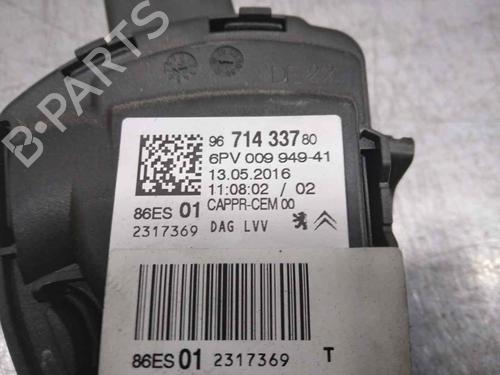 DE22
96 714 337 80
6PV 009 949-41
13.05.2016
11:08:02 / 02
CAPPR-CEM 00
86ES 01
2317369 DAG LVV
86ES 01 2317369 T